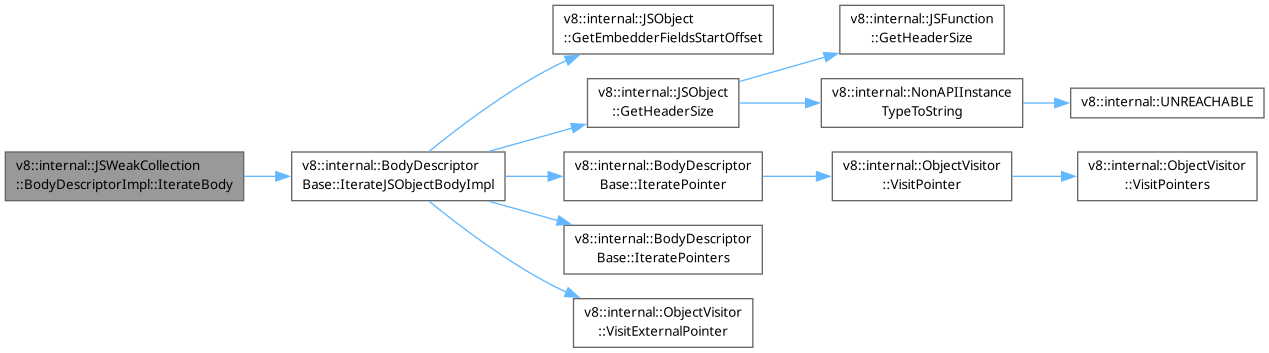 v8::internal::JSWeakCollection
::BodyDescriptorImpl::IterateBody
v8::internal::BodyDescriptor
Base::IterateJSObjectBodyImpl
v8::internal::JSObject
::GetEmbedderFieldsStartOffset
v8::internal::JSObject
::GetHeaderSize
v8::internal::JSFunction
::GetHeaderSize
v8::internal::NonAPIInstance
TypeToString
v8::internal::UNREACHABLE
v8::internal::BodyDescriptor
Base::IteratePointer
v8::internal::ObjectVisitor
::VisitPointer
v8::internal::ObjectVisitor
::VisitPointers
v8::internal::BodyDescriptor
Base::IteratePointers
v8::internal::ObjectVisitor
::VisitExternalPointer